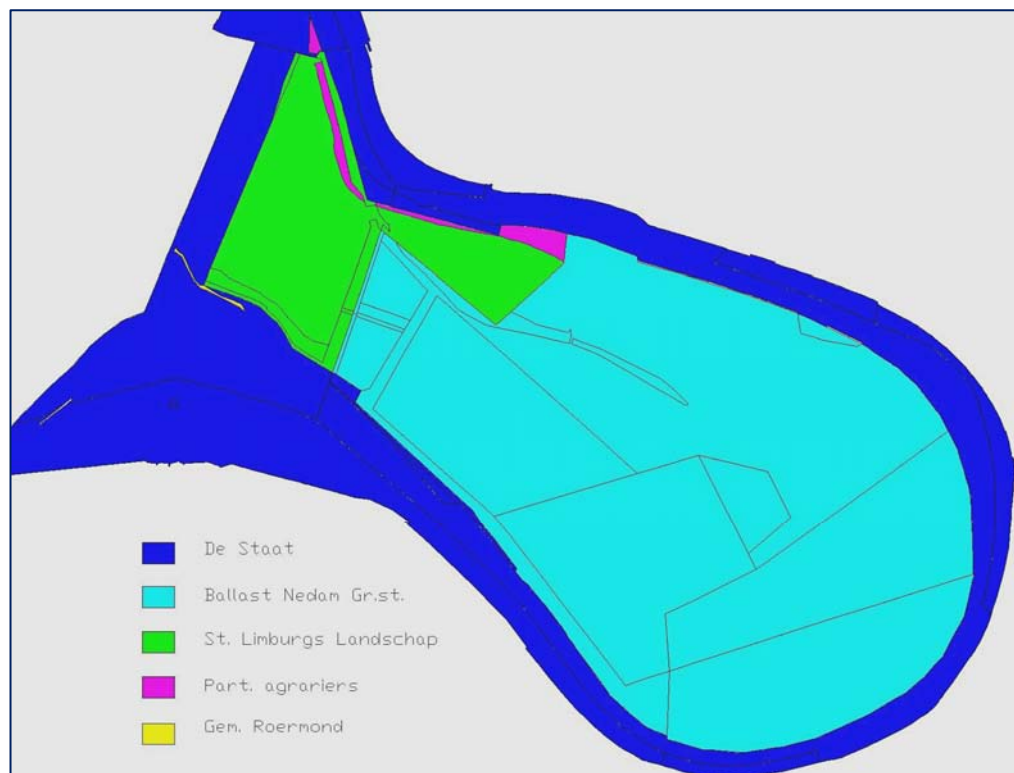 De Staat
Ballast Nedam Gr.st.
St. Limburgs Landschap
Part. agrariers
Gem. Roermond